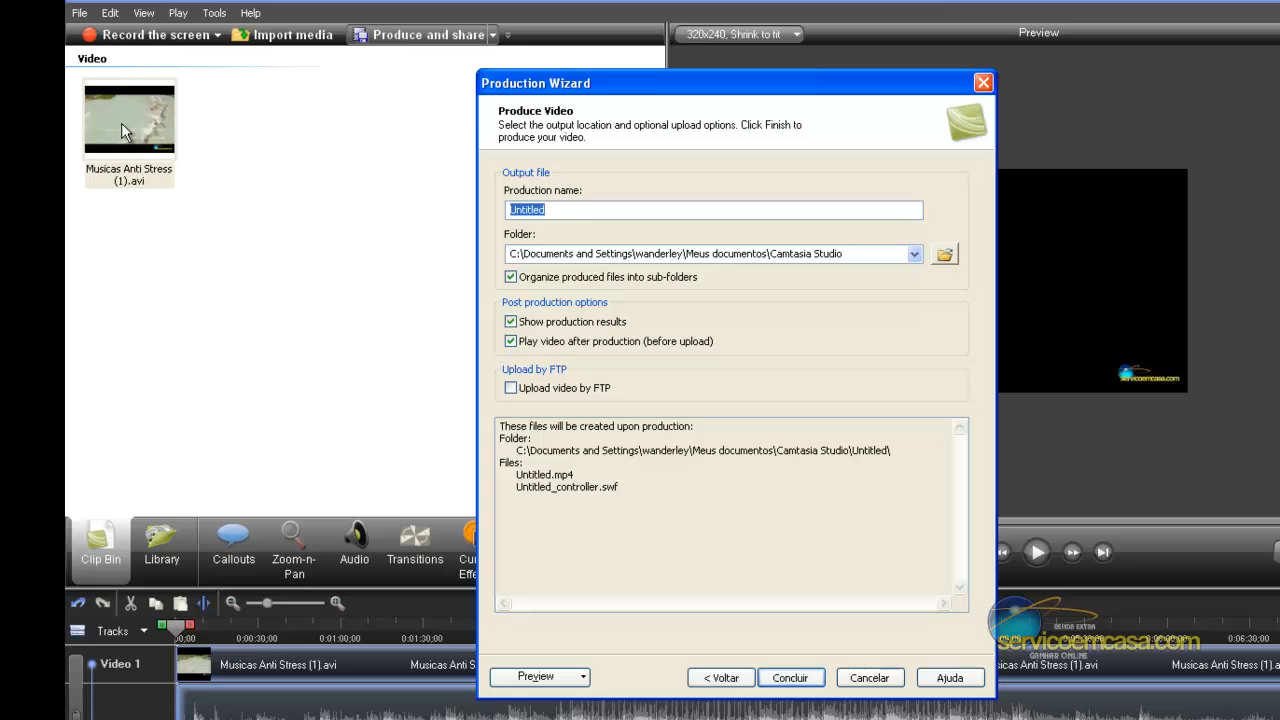 File Edit View Play Tools Help
Record the screen Import media Produce and share
320x240, Shrink to fit
Preview
Video
Musicas Anti Stress
(1).avi
Production Wizard
Produce Video
Select the output location and optional upload options. Click Finish to
produce your video.
Output file
Production name:
Untitled
Folder:
C:\Documents and Settings\wanderley\Meus documentos\Camtasia Studio
Organize produced files into sub-folders
Post production options
Show production results
Play video after production (before upload)
Upload by FTP
Upload video by FTP
These files will be created upon production:
Folder:
C:\Documents and Settings\wanderley\Meus documentos\Camtasia Studio\Untitled\
Files:
Untitled.mp4
Untitled_controller.swf
Preview
< Voltar
Concluir
Cancelar
Ajuda
servicoemcasa.com
Clip Bin
Library
Callouts
Zoom-n-
Pan
Audio
Transitions
Tracks
0:00:30;00 0:01:00;00 0:01:30;00
0:06:30;00
RENDA EXTRA
servicoemcasa.com
GANHAR ONLINE
Video 1
Musicas Anti Stress (1).avi
Musicas Anti S
Musicas Anti S